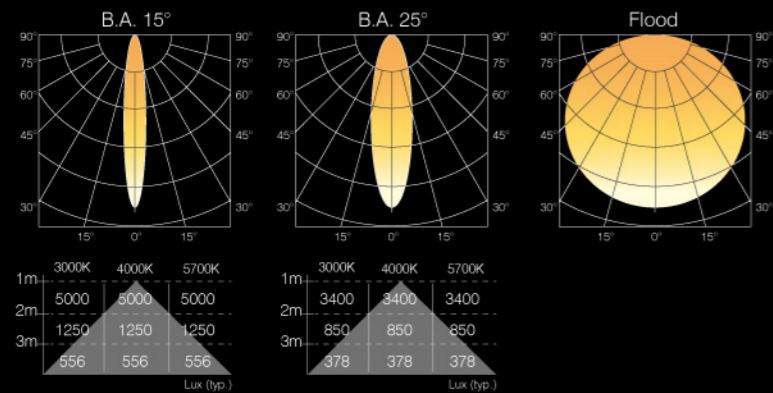 B.A. 15° B.A. 25° Flood
90° 90° 90° 90° 90° 90°
75° 75° 75° 75° 75° 75°
60° 60° 60° 60° 60° 60°
45° 45° 45° 45° 45° 45°
30° 30° 30° 30° 30° 30°
15° 0° 15° 15° 0° 15° 15° 0° 15°
3000K 4000K 5700K 3000K 4000K 5700K
1m 1m
5000 5000 5000 3400 3400 3400
2m 2m
1250 1250 1250 850 850 850
3m 3m
556 556 556 378 378 378
Lux (typ.) Lux (typ.)